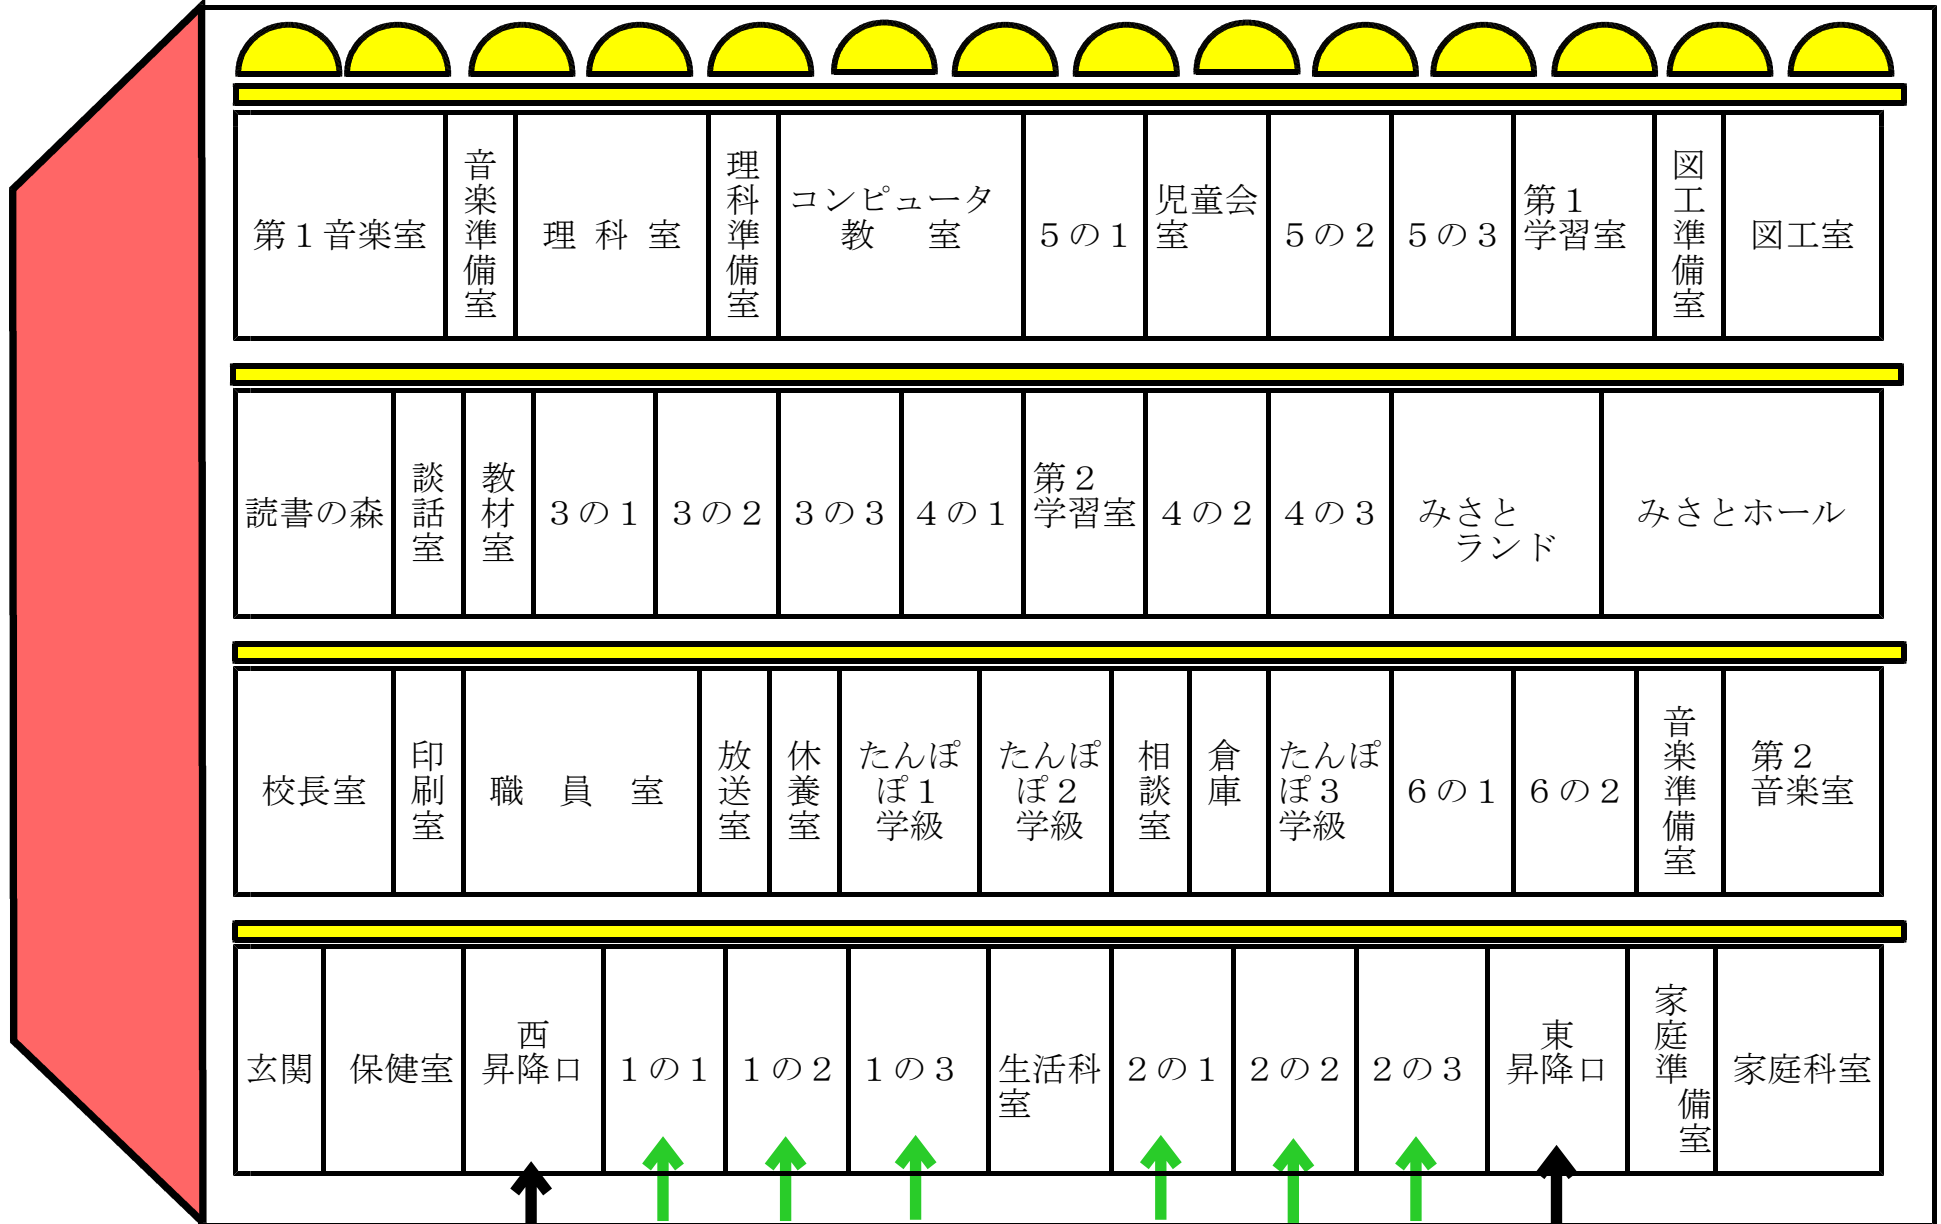 第１音楽室
音楽準備室
理科室
理科準備室
コンピュータ
教室
５の１
児童会
室
５の２
５の３
第１
学習室
図工準備室
図工室
読書の森
談話室
教材室
３の１
３の２
３の３
４の１
第２
学習室
４の２
４の３
みさと
ランド
みさとホール
校長室
印刷室
職員室
放送室
休養室
たんぽ
ぽ１
学級
たんぽ
ぽ２
学級
相談室
倉庫
たんぽ
ぽ３
学級
６の１
６の２
音楽準備室
第２
音楽室
玄関
保健室
西
昇降口
１の１
１の２
１の３
生活科
室
２の１
２の２
２の３
東
昇降口
家庭準
備室
家庭科室